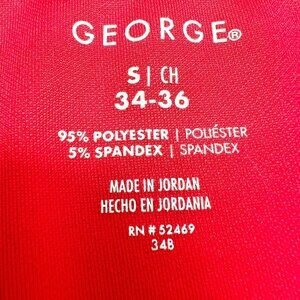 GEORGE®
S | CH
34-36
95% POLYESTER | POLIÉSTER
5% SPANDEX | SPANDEX
MADE IN JORDAN
HECHO EN JORDANIA
RN # 52469
34B